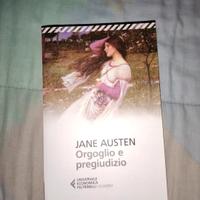 JANE AUSTEN
Orgoglio e
pregiudizio
UNIVERSALE
ECONOMICA
FELTRINELLI